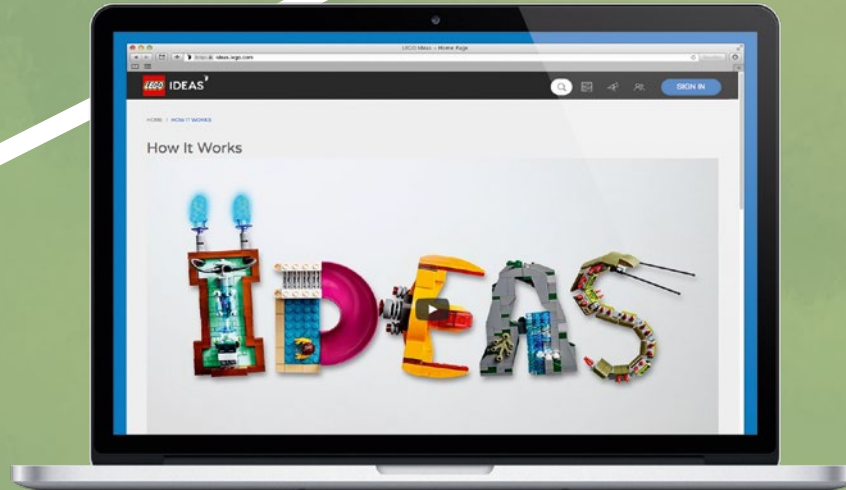 LEGO Ideas – Home Page
ideas.lego.com
LEGO IDEAS
SIGN IN
HOME / HOW IT WORKS
How It Works
IDEAS